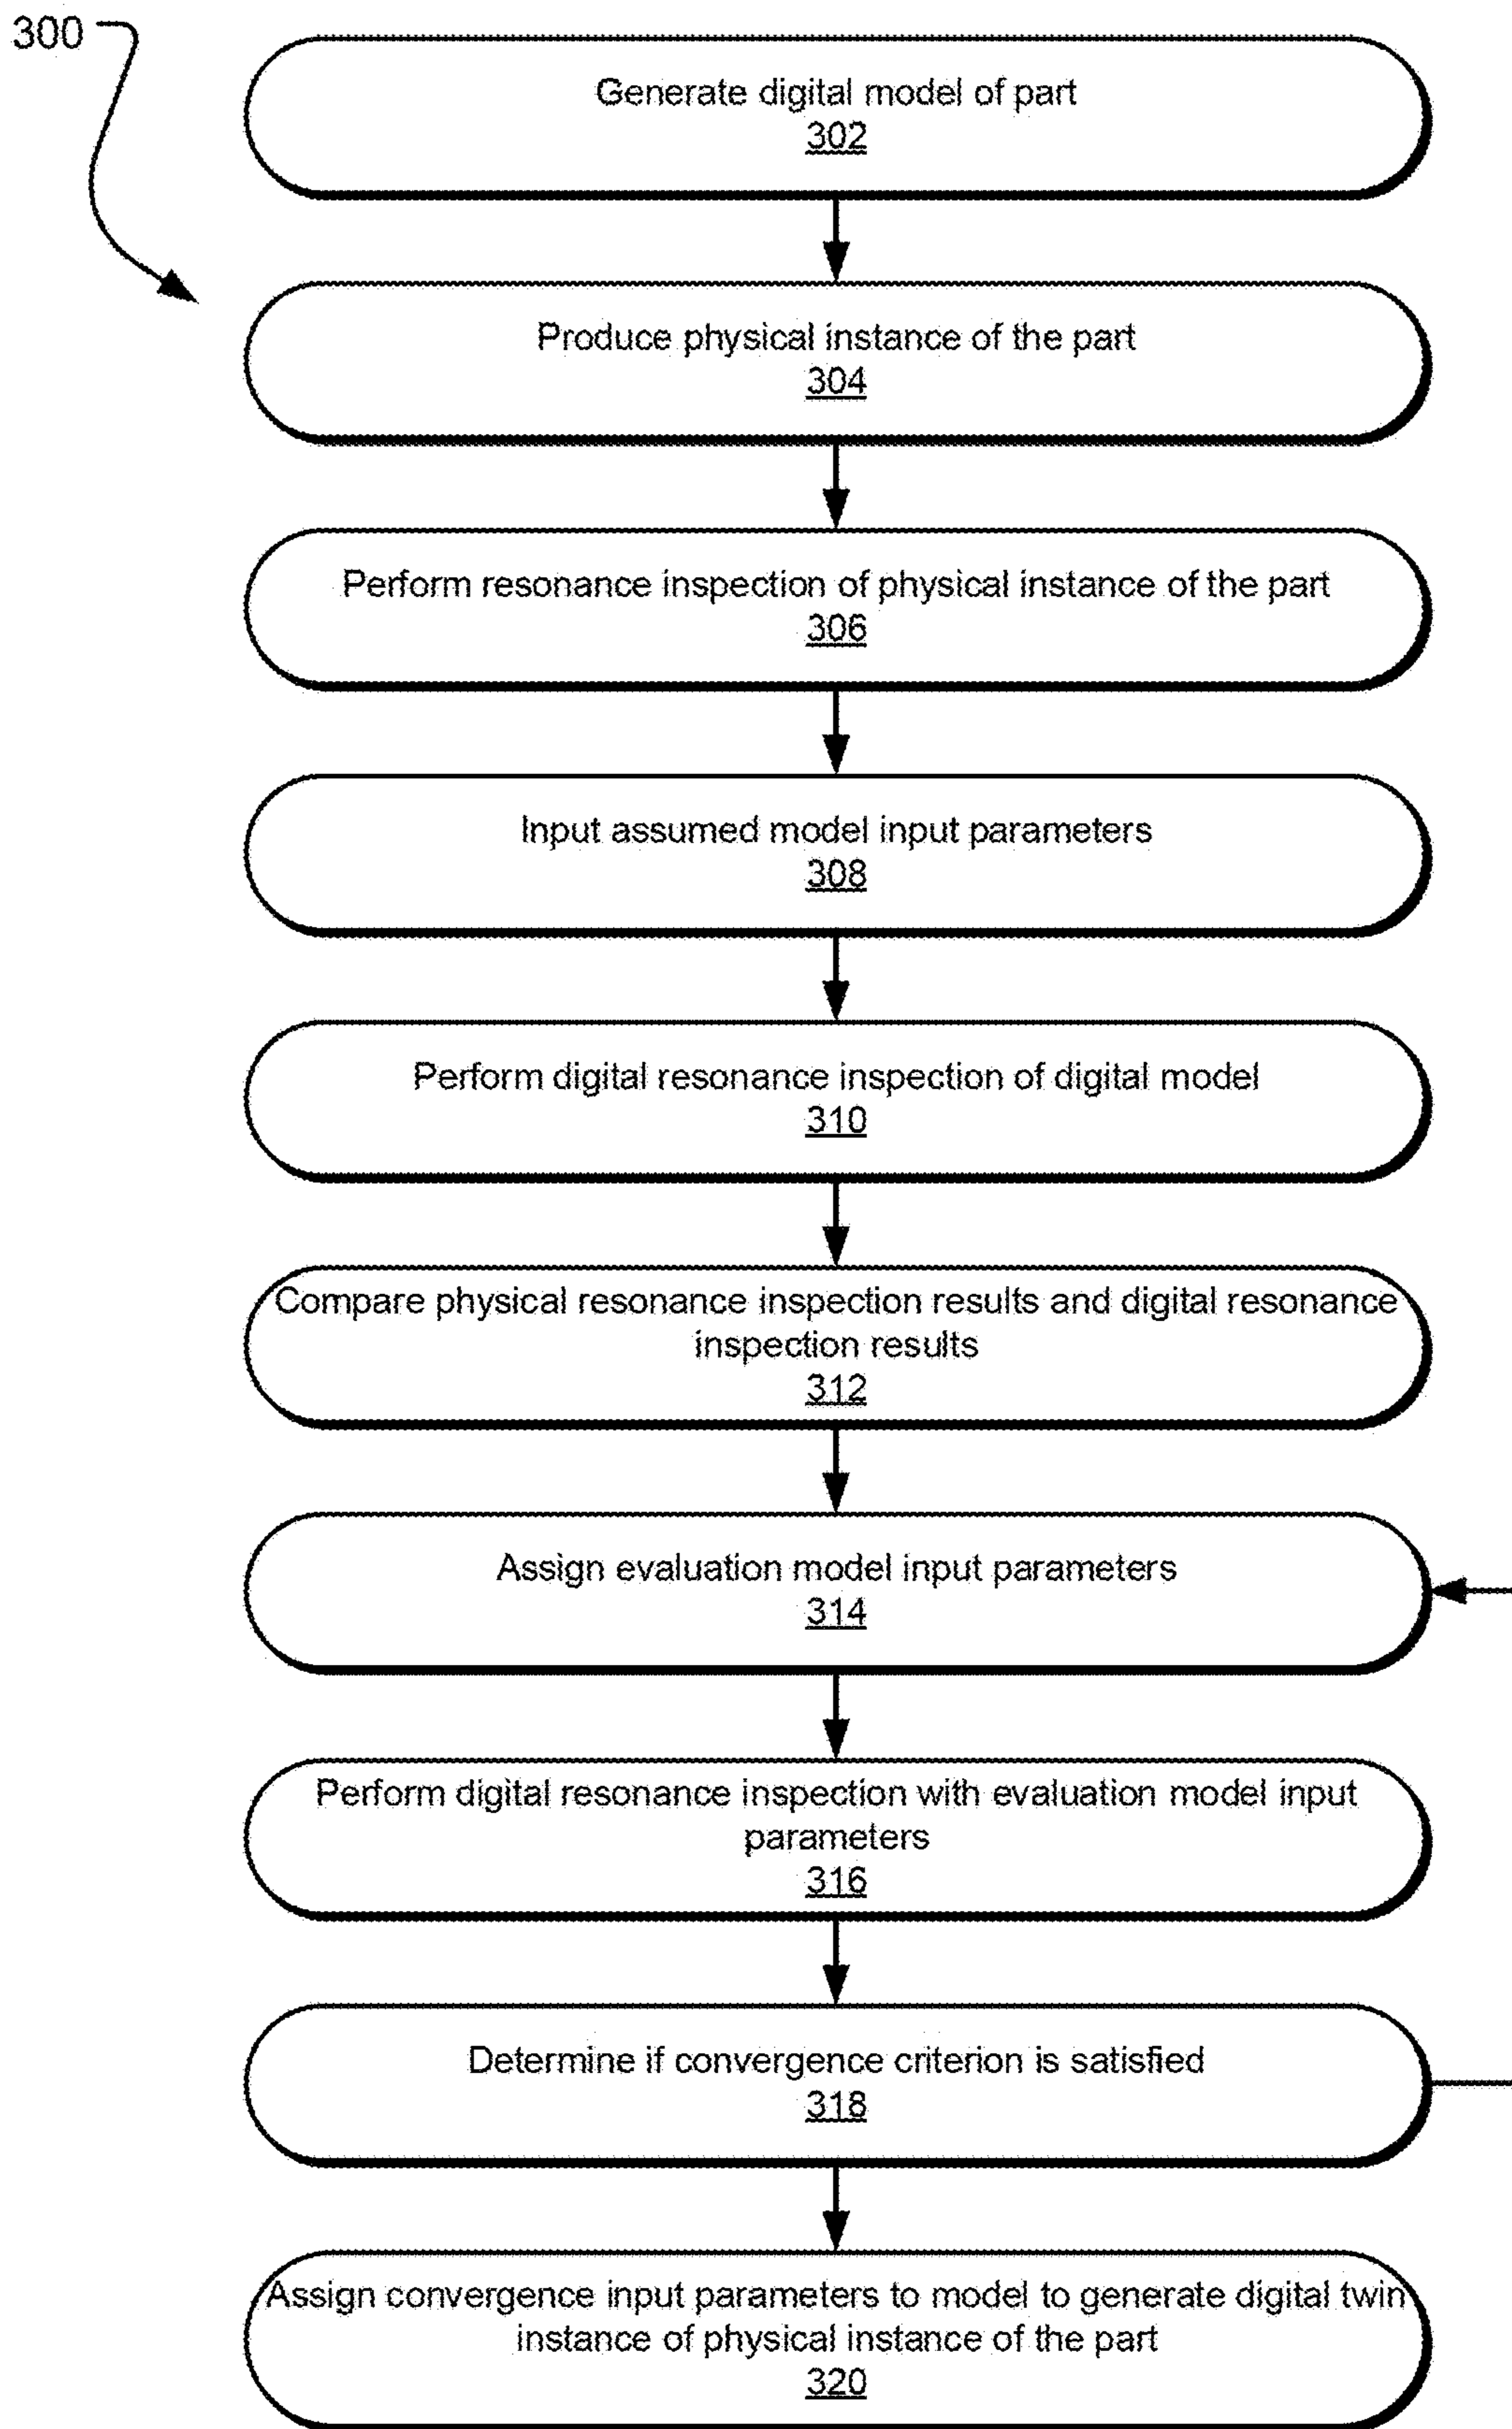 300
Generate digital model of part
302
Produce physical instance of the part
304
Perform resonance inspection of physical instance of the part
306
Input assumed model input parameters
308
Perform digital resonance inspection of digital model
310
Compare physical resonance inspection results and digital resonance
inspection results
312
Assign evaluation model input parameters
314
Perform digital resonance inspection with evaluation model input
parameters
316
Determine if convergence criterion is satisfied
318
Assign convergence input parameters to model to generate digital twin
instance of physical instance of the part
320